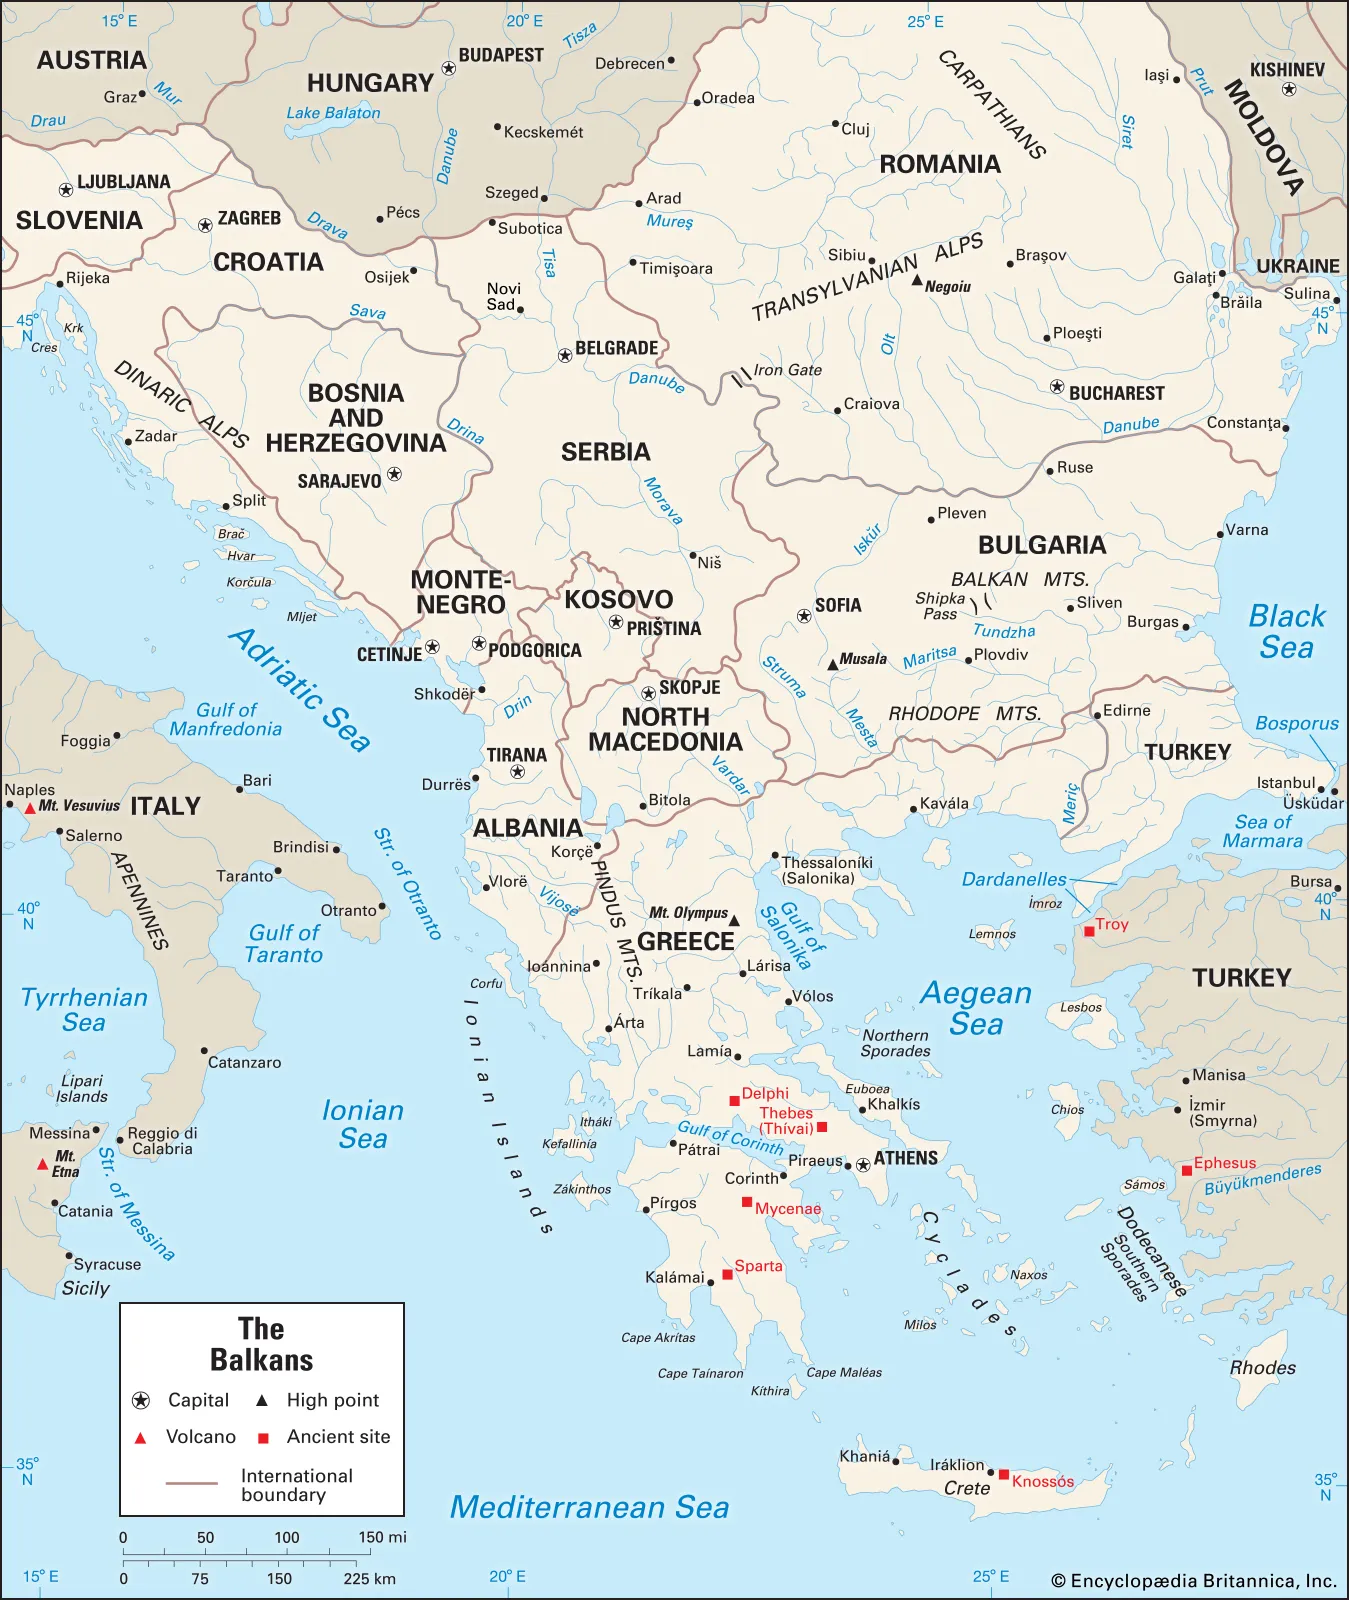 15° E
20° E
25° E
AUSTRIA
Graz
Mur
Drau
HUNGARY
BUDAPEST
Tisza
Debrecen
Lake Balaton
Danube
Kecskemét
Szeged
Pécs
Oradea
Cluj
CARPATHIANS
ROMANIA
Iaşi
Prut
Siret
KISHINEV
MOLDOVA
UKRAINE
LJUBLJANA
SLOVENIA
ZAGREB
CROATIA
Drava
Osijek
Subotica
Tisa
Arad
Mureş
Timişoara
Sibiu
TRANSYLVANIAN ALPS
Negoiu
Braşov
Galaţi
Brăila
Sulina
Rijeka
45°
N
Krk
Cres
Sava
Novi
Sad
BELGRADE
Danube
Iron Gate
Olt
Ploeşti
BUCHAREST
Craiova
Danube
Constanţa
45°
N
DINARIC ALPS
BOSNIA
AND
HERZEGOVINA
SARAJEVO
Drina
SERBIA
Morava
Niš
Zadar
Split
Brač
Hvar
Korčula
Mljet
Ruse
Pleven
Iskŭr
BULGARIA
Varna
BALKAN MTS.
Shipka
Pass
Sliven
Burgas
Tundzha
SOFIA
Musala
Maritsa
Plovdiv
Struma
Mesta
RHODOPE MTS.
Black
Sea
MONTE-
NEGRO
KOSOVO
PRIŠTINA
CETINJE
PODGORICA
Shkodër
Drin
SKOPJE
NORTH
MACEDONIA
Vardar
Bitola
TIRANA
Durrës
ALBANIA
Korçë
Vlorë
Vijosë
Adriatic Sea
Gulf of
Manfredonia
Foggia
Bari
Naples
Mt. Vesuvius
ITALY
Salerno
APENNINES
Brindisi
Taranto
Otranto
Str. of Otranto
Gulf of
Taranto
40°
N
Edirne
TURKEY
Bosporus
Istanbul
Üsküdar
Meriç
Sea of
Marmara
Kavála
Thessaloníki
(Salonika)
Dardanelles
Bursa
40°
N
İmroz
Troy
Lemnos
PINDUS MTS.
Mt. Olympus
GREECE
Gulf of
Salonika
Ioánnina
Lárisa
Tríkala
Vólos
Corfu
Árta
Aegean
Sea
TURKEY
Lesbos
Northern
Sporades
Tyrrhenian
Sea
Catanzaro
Lipari
Islands
Messina
Reggio di
Calabria
Mt.
Etna
Catania
Str. of Messina
Syracuse
Sicily
Ionian
Sea
Ionian Islands
Lamía
Delphi
Thebes
(Thívai)
Euboea
Khalkís
Itháki
Kefallinía
Gulf of Corinth
Pátrai
Piraeus
ATHENS
Corinth
Zákinthos
Pírgos
Mycenae
Sparta
Kalámai
Chios
Manisa
İzmir
(Smyrna)
Ephesus
Büyükmenderes
Sámos
Cyclades
Dodecanese
Southern
Sporades
Naxos
Milos
Cape Akrítas
Cape Taínaron
Cape Maléas
Kíthira
Rhodes
Khaniá
Iráklion
Knossós
Crete
Mediterranean Sea
35°
N
35°
N
The
Balkans
Capital
High point
Volcano
Ancient site
International
boundary
0 50 100 150 mi
0 75 150 225 km
15° E
20° E
25° E
© Encyclopædia Britannica, Inc.